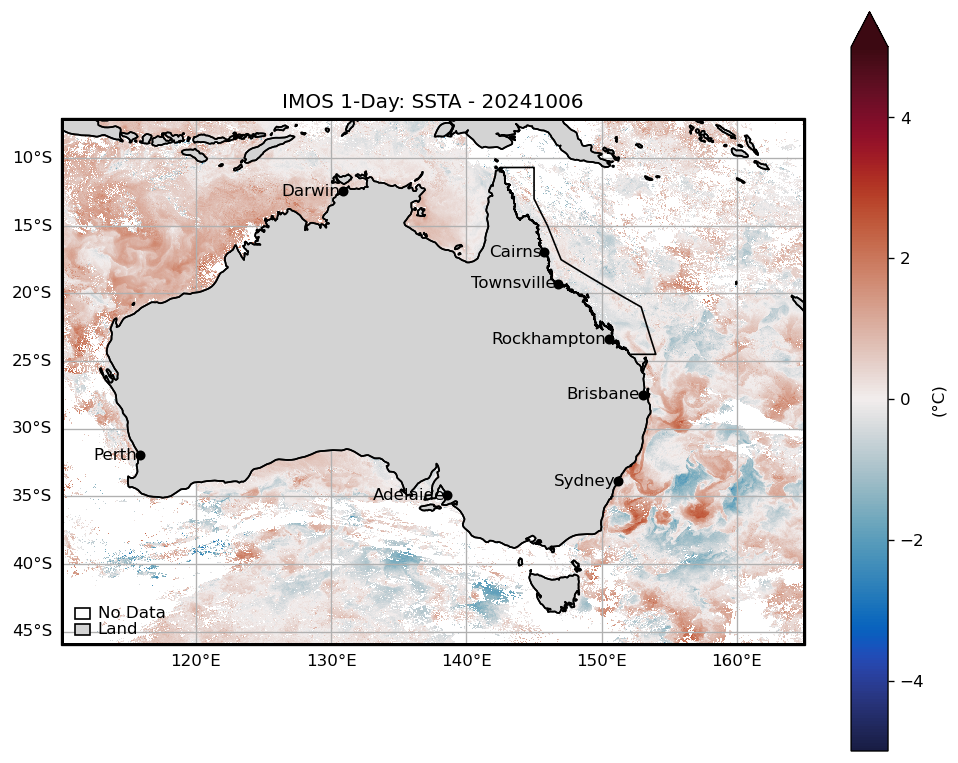 IMOS 1-Day: SSTA - 20241006
10°S
15°S
20°S
25°S
30°S
35°S
40°S
45°S
Darwin
Cairns
Townsville
Rockhampton
Brisbane
Perth
Sydney
Adelaide
No Data
Land
120°E
130°E
140°E
150°E
160°E
4
2
0
−2
−4
(°C)